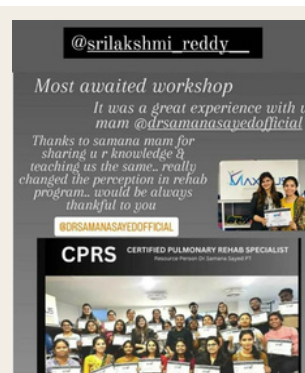 @srilakshmi_reddy__
Most awaited workshop
It was a great experience with u
mam @drsamanasayedofficial
Thanks to samana mam for
sharing u r knowledge &
teaching us the same.. really
changed the perception in rehab
program.. would be always
thankful to you
@DRSAMANASAYEDOFFICIAL
CPRS
CERTIFIED PULMONARY REHAB SPECIALIST
Resource Person Dr. Samana Sayed PT